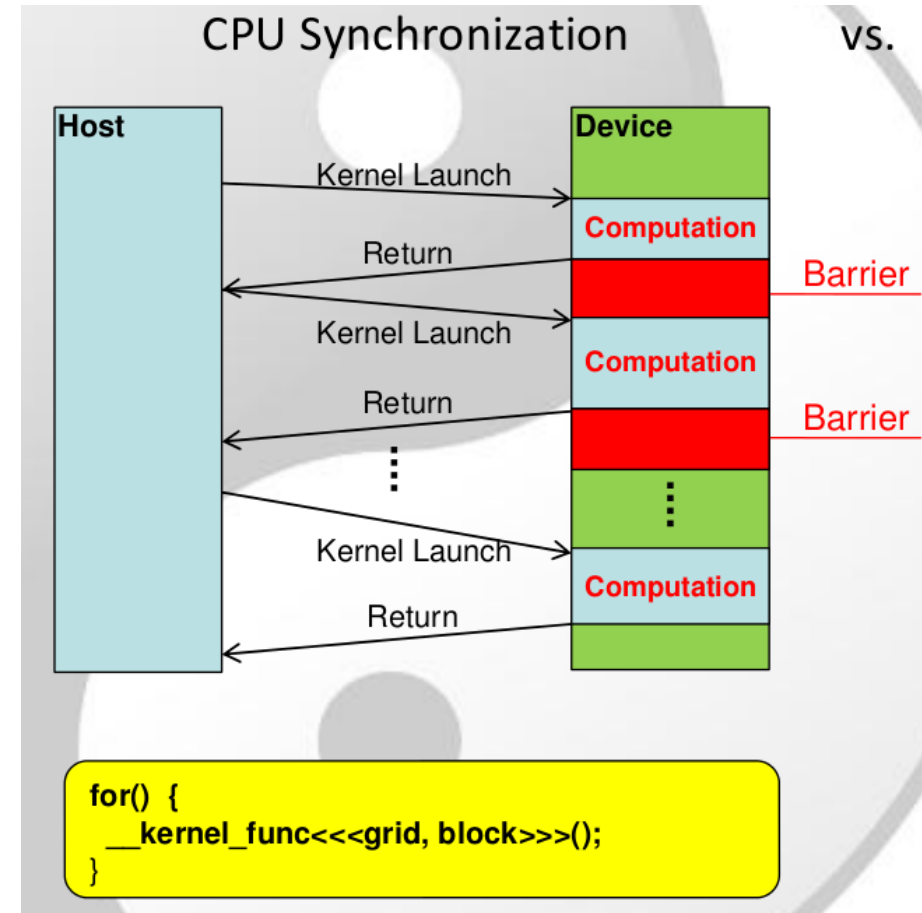 CPU Synchronization vs.
Host
Device
Kernel Launch
Computation
Return
Barrier
Kernel Launch
Computation
Return
Barrier
Kernel Launch
Computation
Return
for() {
__kernel_func<<<grid, block>>>();
}